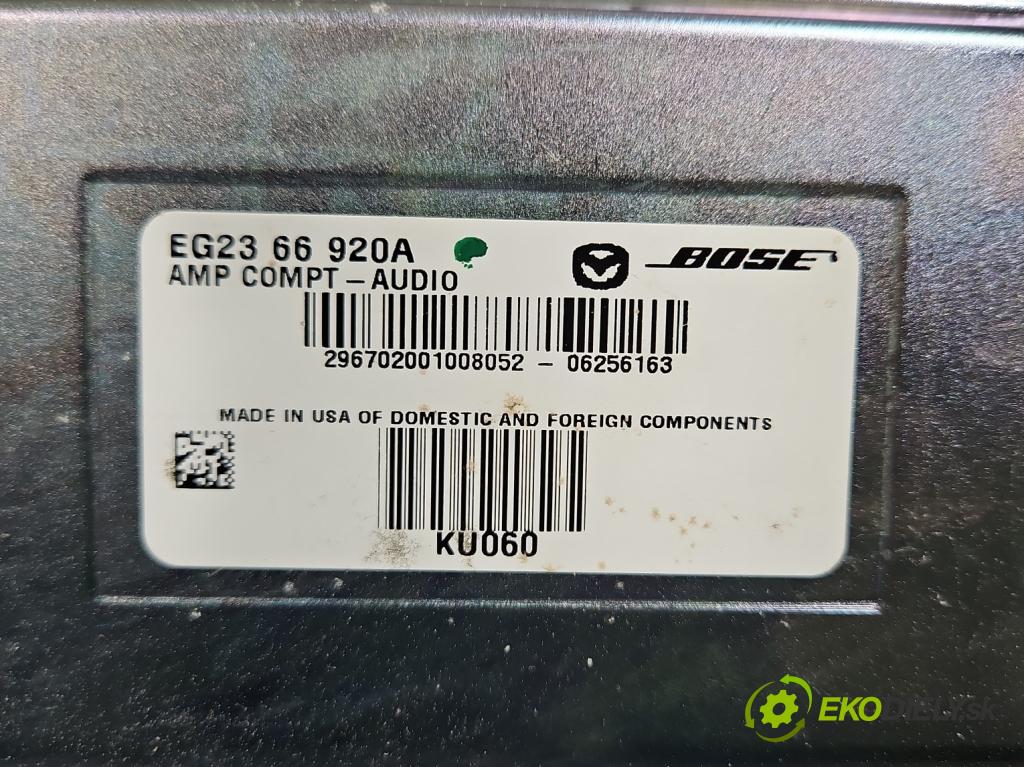 EG23 66 920A
BOSE
AMP COMPT – AUDIO
296702001008052 – 06256163
MADE IN USA OF DOMESTIC AND FOREIGN COMPONENTS
KU060
EKODIELY.sk